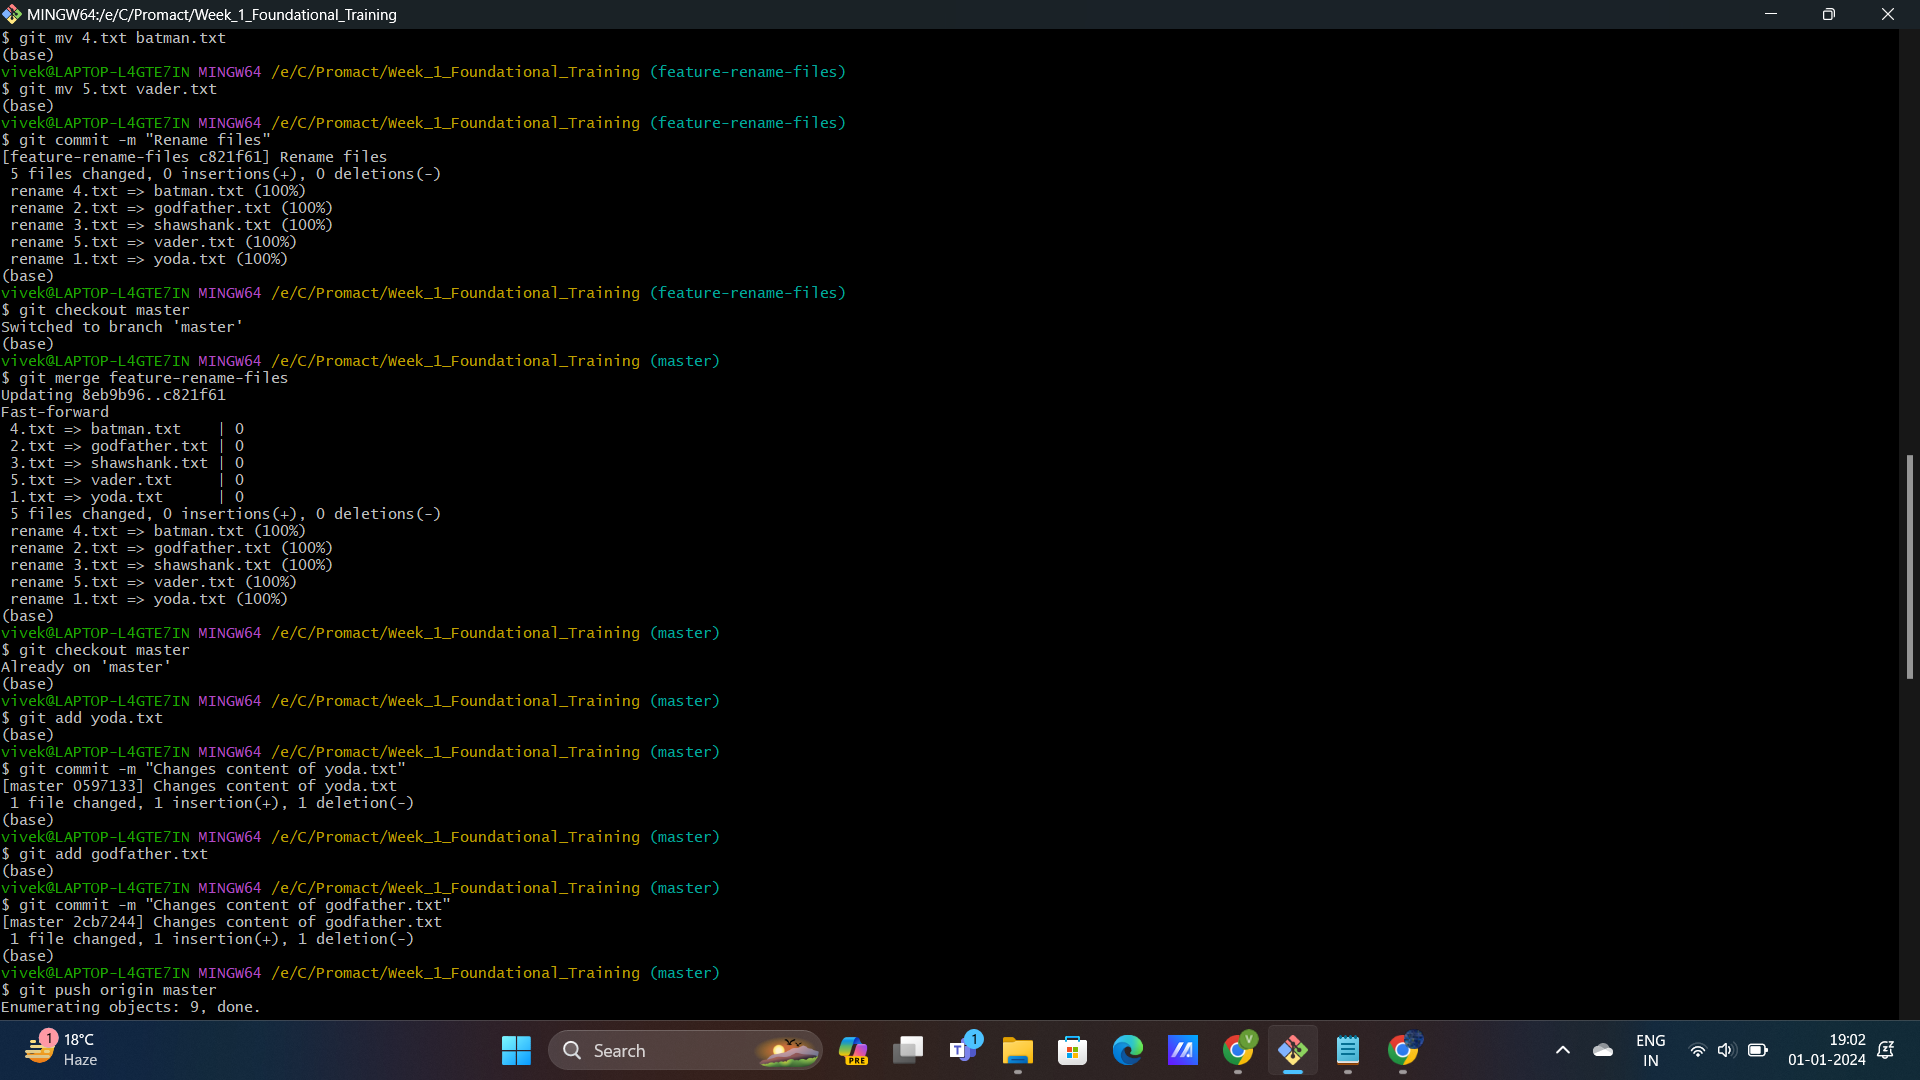 MINGW64:/e/C/Promact/Week_1_Foundational_Training
$ git mv 4.txt batman.txt
(base)
vivek@LAPTOP-L4GTE7IN MINGW64 /e/C/Promact/Week_1_Foundational_Training (feature-rename-files)
$ git mv 5.txt vader.txt
(base)
vivek@LAPTOP-L4GTE7IN MINGW64 /e/C/Promact/Week_1_Foundational_Training (feature-rename-files)
$ git commit -m "Rename files"
[feature-rename-files c821f61] Rename files
 5 files changed, 0 insertions(+), 0 deletions(-)
 rename 4.txt => batman.txt (100%)
 rename 2.txt => godfather.txt (100%)
 rename 3.txt => shawshank.txt (100%)
 rename 5.txt => vader.txt (100%)
 rename 1.txt => yoda.txt (100%)
(base)
vivek@LAPTOP-L4GTE7IN MINGW64 /e/C/Promact/Week_1_Foundational_Training (feature-rename-files)
$ git checkout master
Switched to branch 'master'
(base)
vivek@LAPTOP-L4GTE7IN MINGW64 /e/C/Promact/Week_1_Foundational_Training (master)
$ git merge feature-rename-files
Updating 8eb9b96..c821f61
Fast-forward
 4.txt => batman.txt    | 0
 2.txt => godfather.txt | 0
 3.txt => shawshank.txt | 0
 5.txt => vader.txt     | 0
 1.txt => yoda.txt      | 0
 5 files changed, 0 insertions(+), 0 deletions(-)
 rename 4.txt => batman.txt (100%)
 rename 2.txt => godfather.txt (100%)
 rename 3.txt => shawshank.txt (100%)
 rename 5.txt => vader.txt (100%)
 rename 1.txt => yoda.txt (100%)
(base)
vivek@LAPTOP-L4GTE7IN MINGW64 /e/C/Promact/Week_1_Foundational_Training (master)
$ git checkout master
Already on 'master'
(base)
vivek@LAPTOP-L4GTE7IN MINGW64 /e/C/Promact/Week_1_Foundational_Training (master)
$ git add yoda.txt
(base)
vivek@LAPTOP-L4GTE7IN MINGW64 /e/C/Promact/Week_1_Foundational_Training (master)
$ git commit -m "Changes content of yoda.txt"
[master 0597133] Changes content of yoda.txt
 1 file changed, 1 insertion(+), 1 deletion(-)
(base)
vivek@LAPTOP-L4GTE7IN MINGW64 /e/C/Promact/Week_1_Foundational_Training (master)
$ git add godfather.txt
(base)
vivek@LAPTOP-L4GTE7IN MINGW64 /e/C/Promact/Week_1_Foundational_Training (master)
$ git commit -m "Changes content of godfather.txt"
[master 2cb7244] Changes content of godfather.txt
 1 file changed, 1 insertion(+), 1 deletion(-)
(base)
vivek@LAPTOP-L4GTE7IN MINGW64 /e/C/Promact/Week_1_Foundational_Training (master)
$ git push origin master
Enumerating objects: 9, done.
1
18°C
Haze
Search
PRE
T
1
V
ENG
IN
19:02
01-01-2024